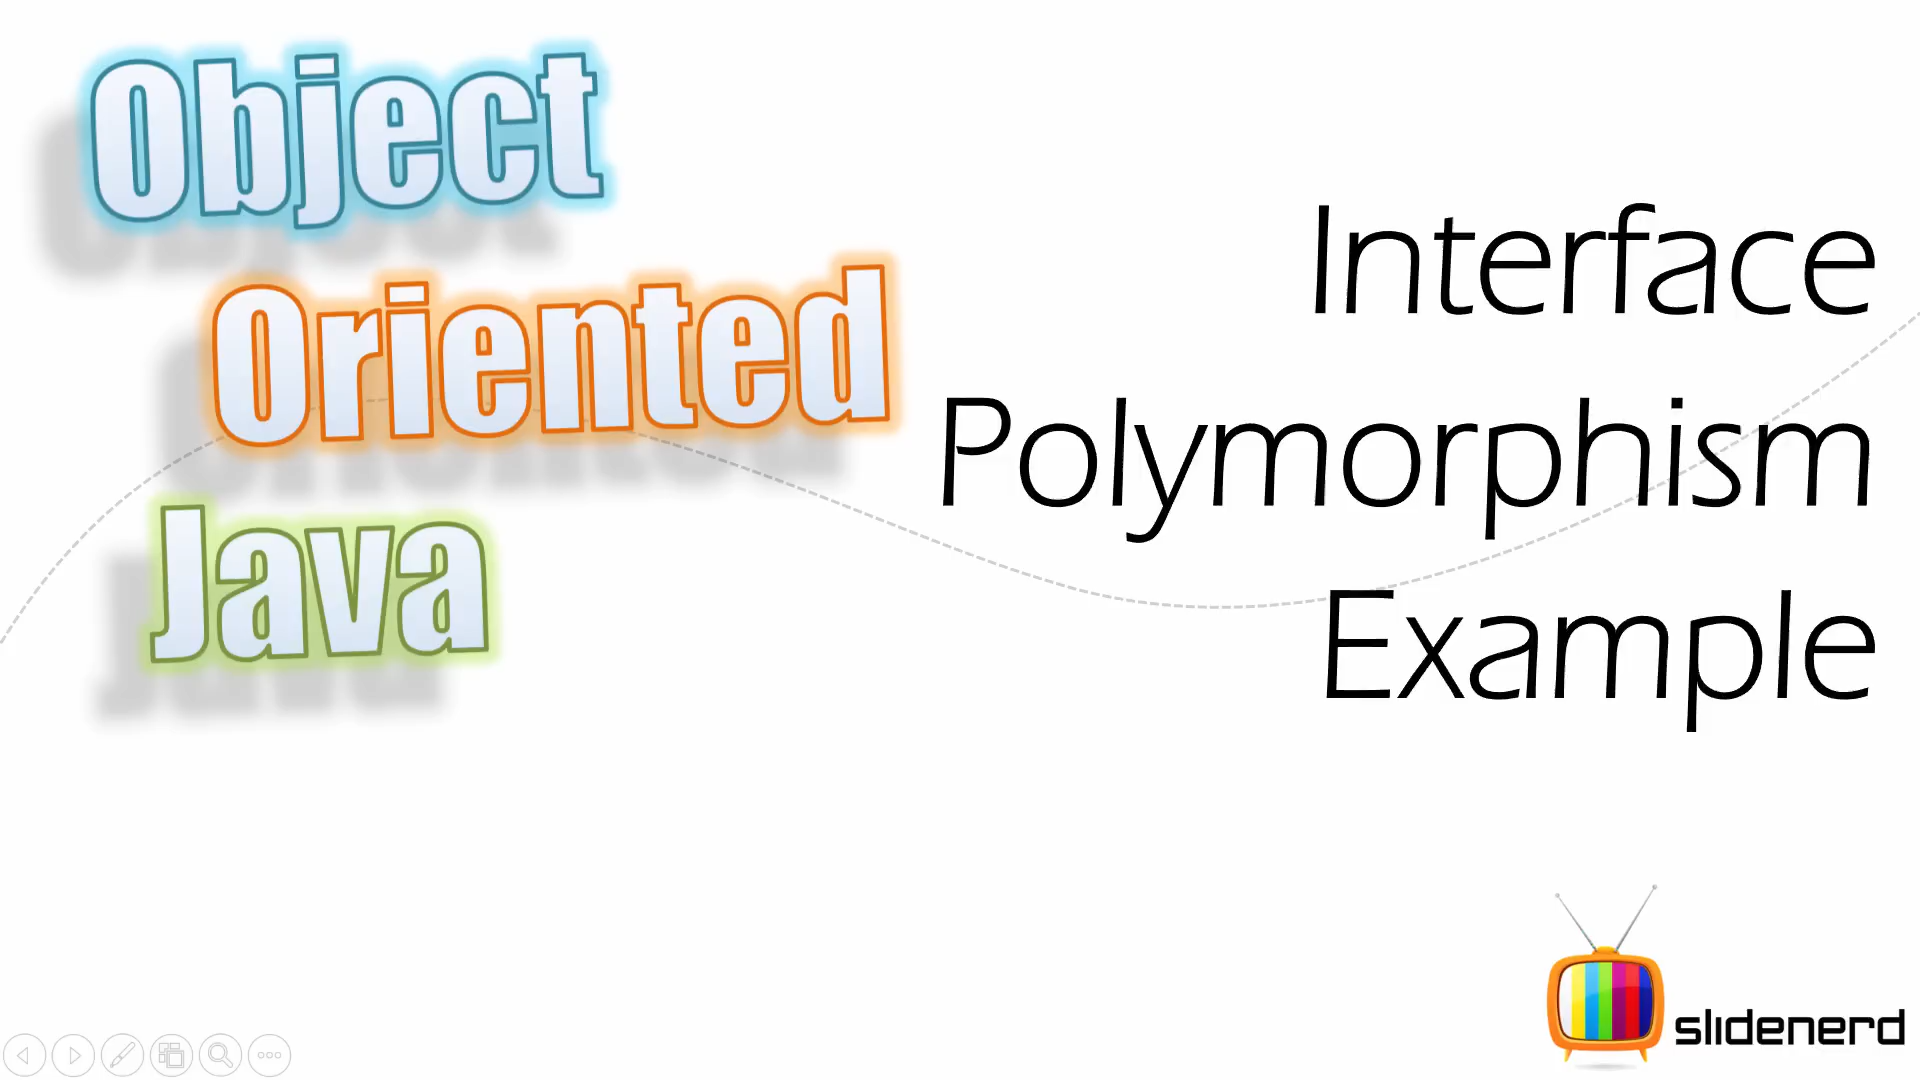 Object
Oriented
Java
Interface
Polymorphism
Example
slidenerd